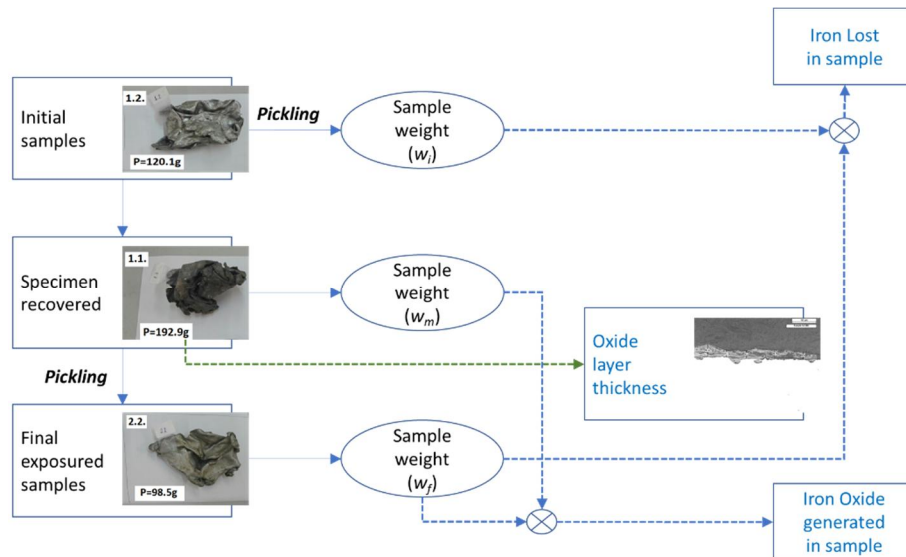 Iron Lost
in sample
Initial
samples
1.2.
P=120.1g
Pickling
Sample
weight
(wi)
Specimen
recovered
1.1.
P=192.9g
Sample
weight
(wm)
Oxide
layer
thickness
Pickling
Final
exposured
samples
2.2.
P=98.5g
Sample
weight
(wf)
Iron Oxide
generated
in sample